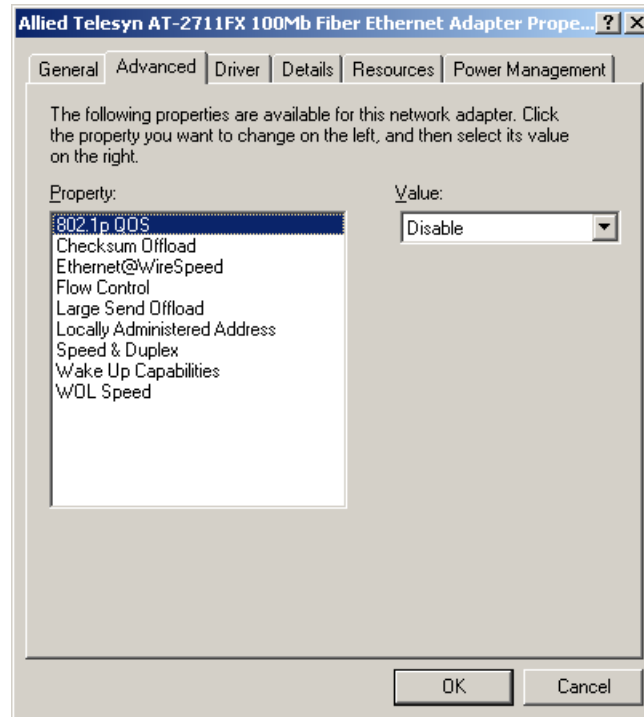 Allied Telesyn AT-2711FX 100Mb Fiber Ethernet Adapter Prope...
General Advanced Driver Details Resources Power Management
The following properties are available for this network adapter. Click
the property you want to change on the left, and then select its value
on the right.
Property:
802.1p QOS
Checksum Offload
Ethernet@WireSpeed
Flow Control
Large Send Offload
Locally Administered Address
Speed & Duplex
Wake Up Capabilities
WOL Speed
Value:
Disable
OK Cancel